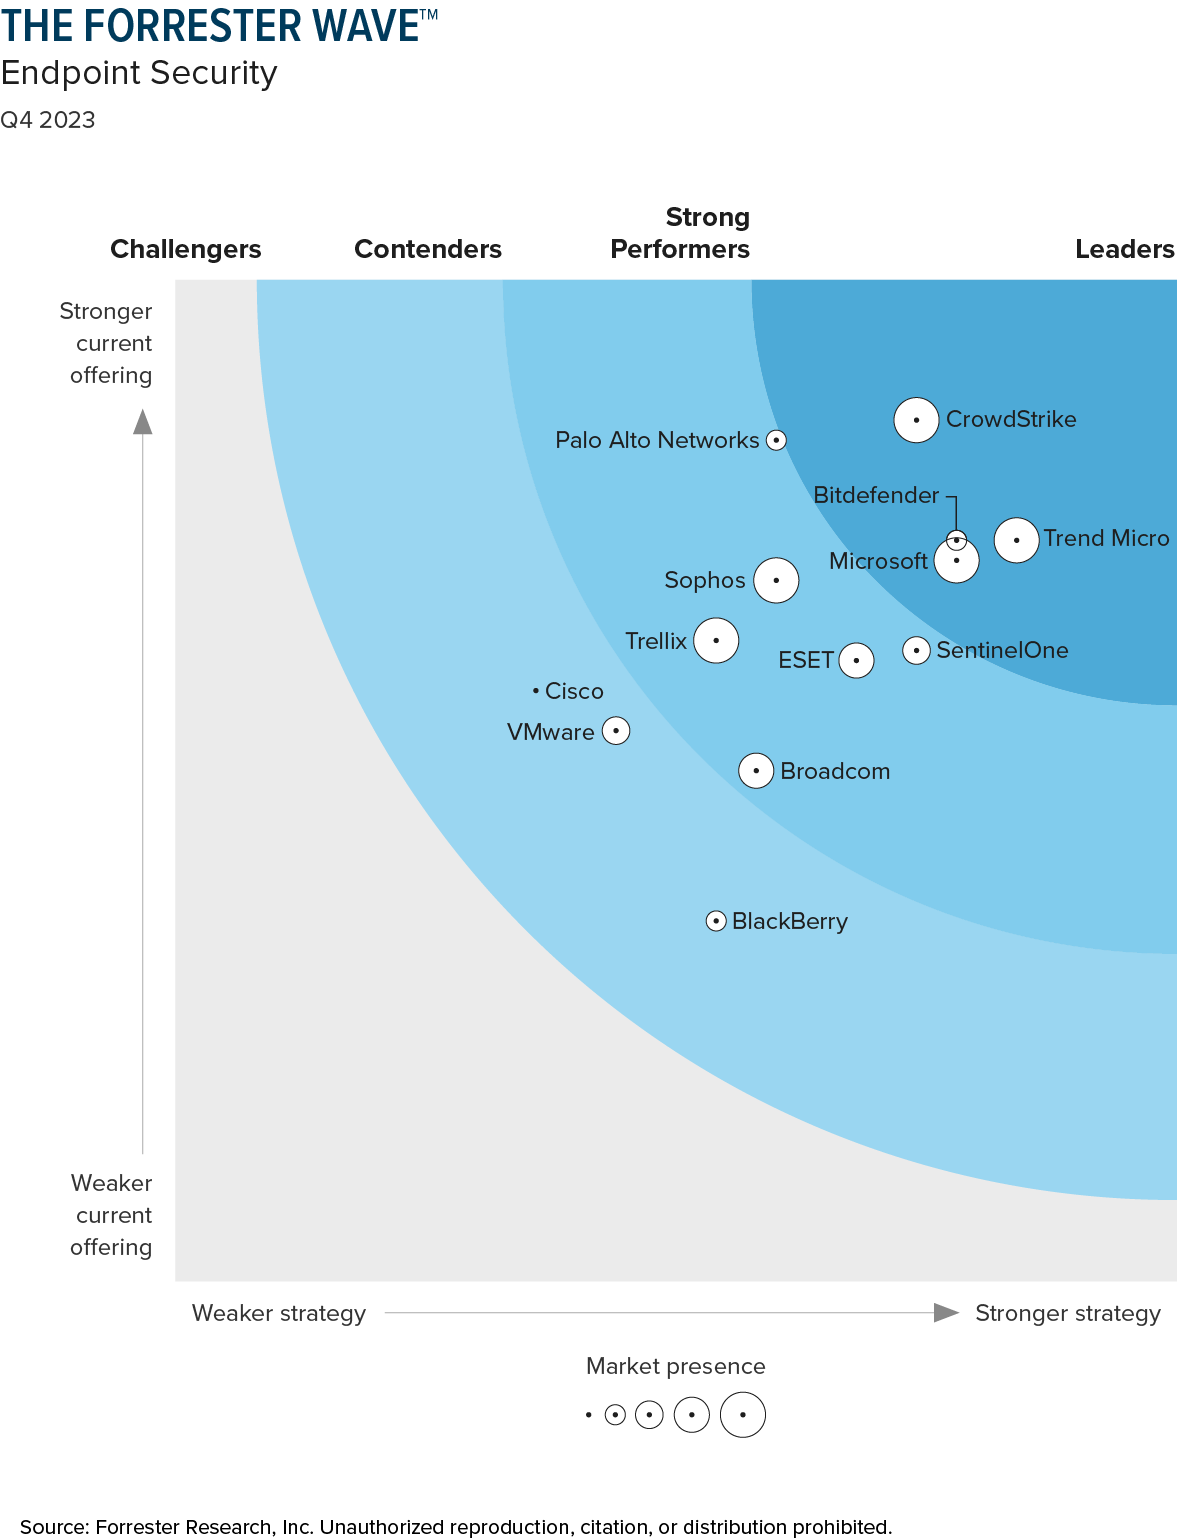 THE FORRESTER WAVE™
Endpoint Security
Q4 2023
Strong
Challengers Contenders Performers Leaders
Stronger
current
offering
CrowdStrike
Palo Alto Networks
Bitdefender
Trend Micro
Microsoft
Sophos
Trellix
SentinelOne
ESET
Cisco
VMware
Broadcom
BlackBerry
Weaker
current
offering
Weaker strategy Stronger strategy
Market presence
Source: Forrester Research, Inc. Unauthorized reproduction, citation, or distribution prohibited.